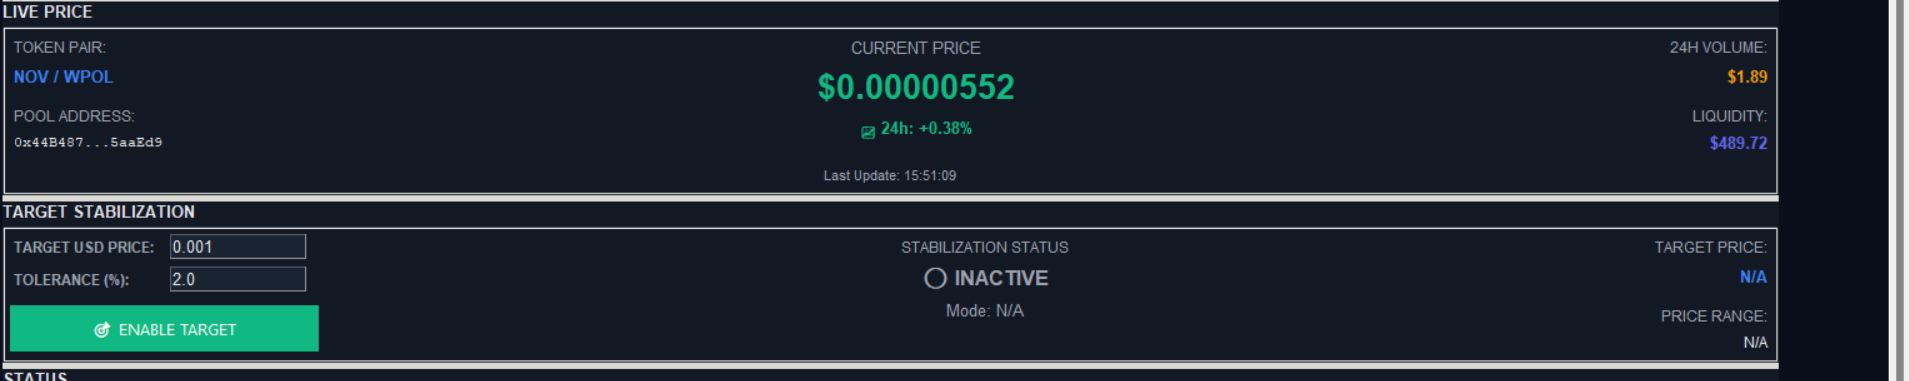 LIVE PRICE
TOKEN PAIR:
NOV / WPOL
POOL ADDRESS:
0x44B487...5aaEd9
CURRENT PRICE
$0.00000552
24h: +0.38%
Last Update: 15:51:09
24H VOLUME:
$1.89
LIQUIDITY:
$489.72
TARGET STABILIZATION
TARGET USD PRICE: 0.001
TOLERANCE (%): 2.0
ENABLE TARGET
STABILIZATION STATUS
INACTIVE
Mode: N/A
TARGET PRICE:
N/A
PRICE RANGE:
N/A
STATUS